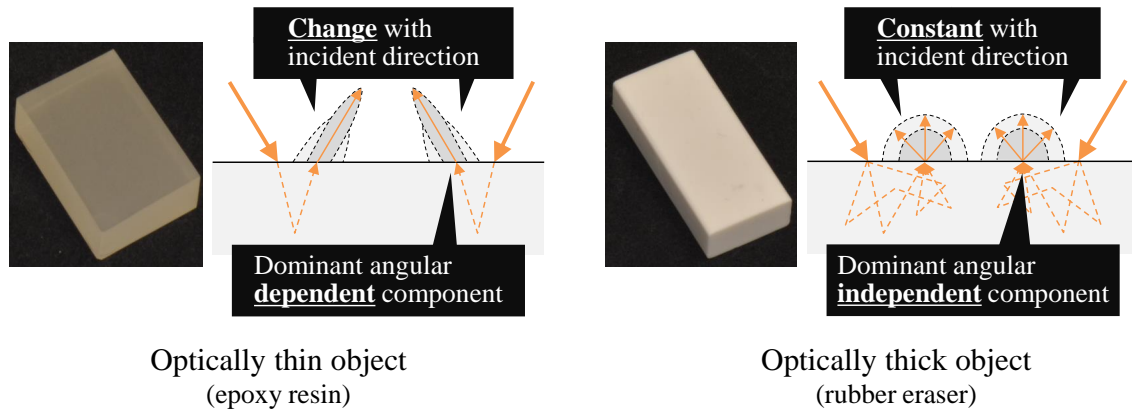 Change with
incident direction
Dominant angular
dependent component
Optically thin object
(epoxy resin)
Constant with
incident direction
Dominant angular
independent component
Optically thick object
(rubber eraser)